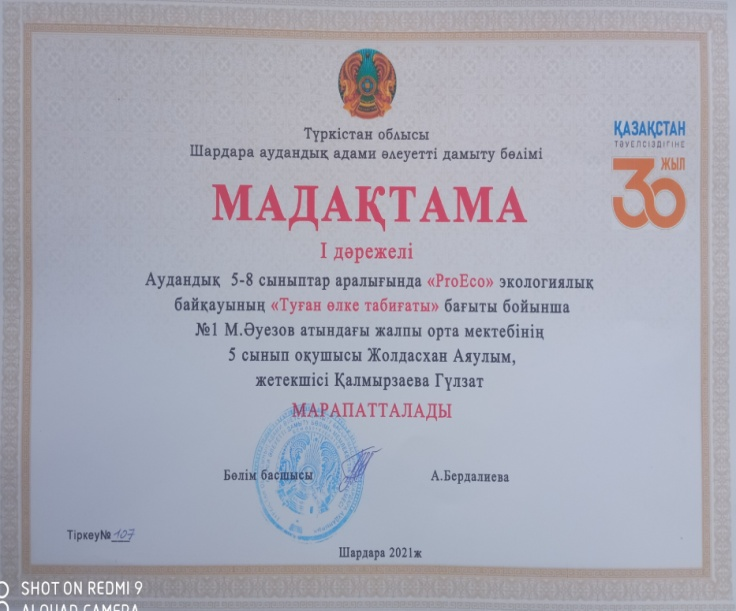 Түркістан облысы
Шардара аудандық адами әлеуетті дамыту бөлімі
ҚАЗАҚСТАН
ТӘУЕЛСІЗДІГІНЕ
30 ЖЫЛ
МАДАҚТАМА
І дәрежелі
Аудандық 5-8 сыныптар аралығында «ProEco» экологиялық
байқауының «Туған өлке табиғаты» бағыты бойынша
№1 М.Әуезов атындағы жалпы орта мектебінің
5 сынып оқушысы Жолдасхан Аяулым,
жетекшісі Қалмырзаева Гүлзат
МАРАПАТТАЛАДЫ
Бөлім басшысы А.Бердалиева
Тіркеу№ 107
Шардара 2021ж
SHOT ON REDMI 9
AI QUAD CAMERA